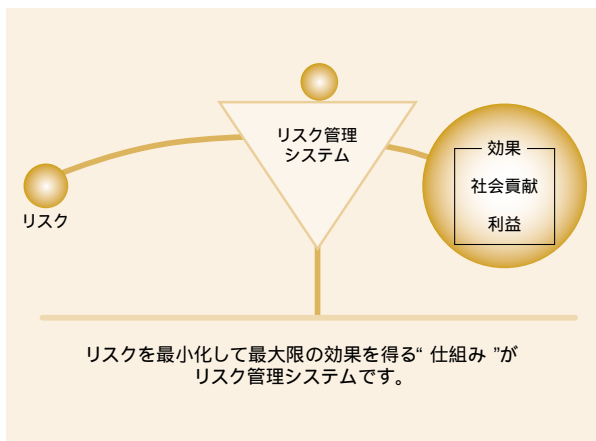 リスク管理
システム
効果
社会貢献
利益
リスク
リスクを最小化して最大限の効果を得る“ 仕組み ”が
リスク管理システムです。